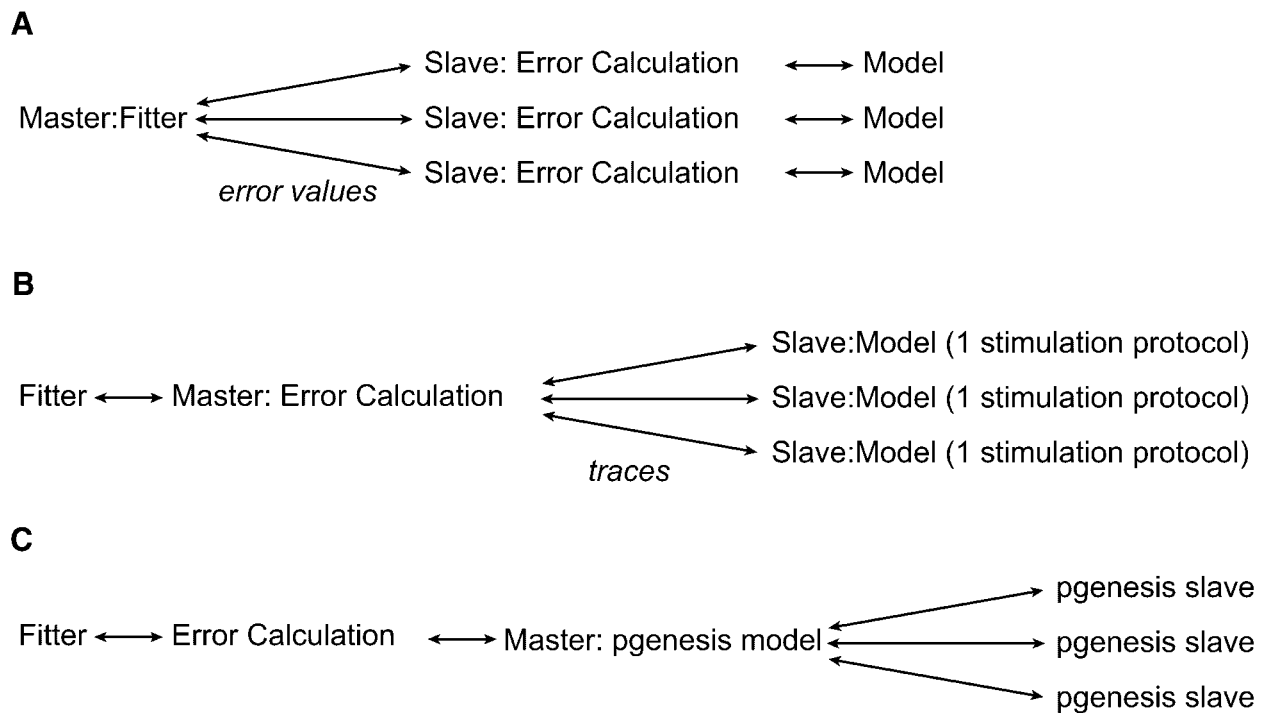 A
Slave: Error Calculation Model
Master:Fitter Slave: Error Calculation Model
Slave: Error Calculation Model
error values
B
Slave:Model (1 stimulation protocol)
Fitter Master: Error Calculation Slave:Model (1 stimulation protocol)
Slave:Model (1 stimulation protocol)
traces
C
pgenesis slave
Fitter Error Calculation Master: pgenesis model pgenesis slave
pgenesis slave